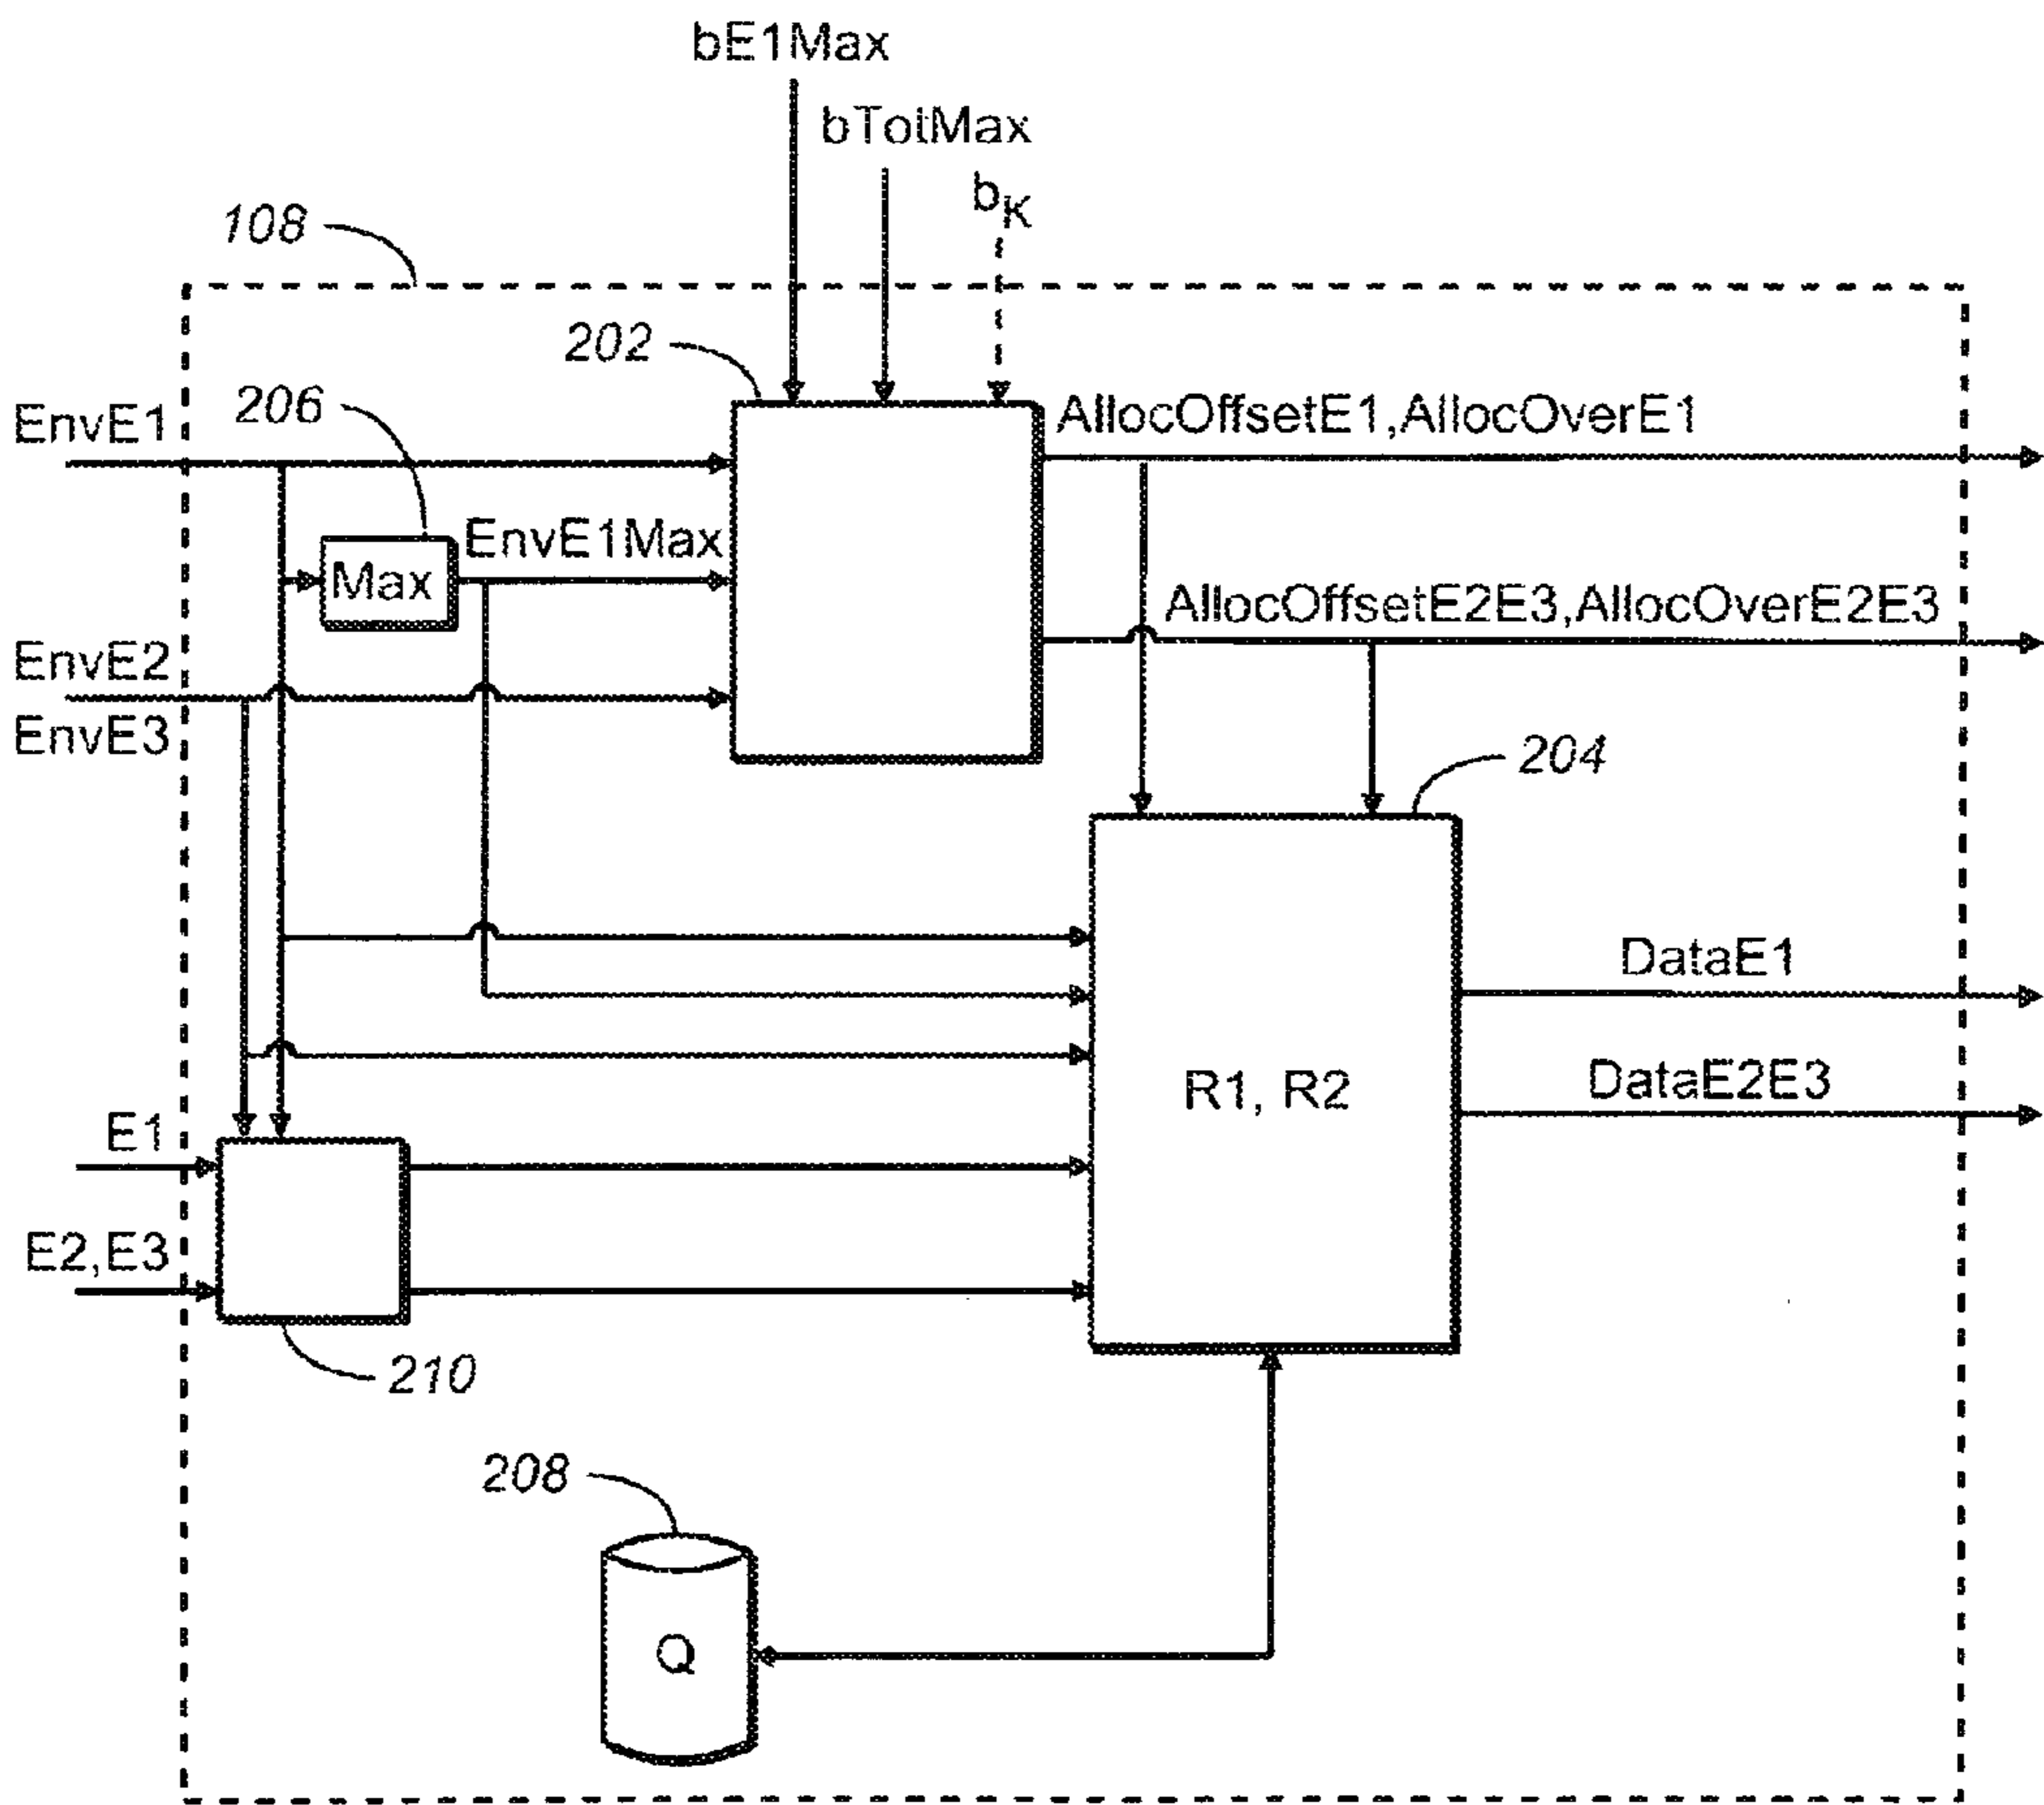 bE1Max
bTotMax
bK
108
202
206
EnvE1
AllocOffsetE1,AllocOverE1
EnvE1Max
Max
AllocOffsetE2E3,AllocOverE2E3
EnvE2
EnvE3
204
DataE1
R1, R2
DataE2E3
E1
E2,E3
210
208
Q